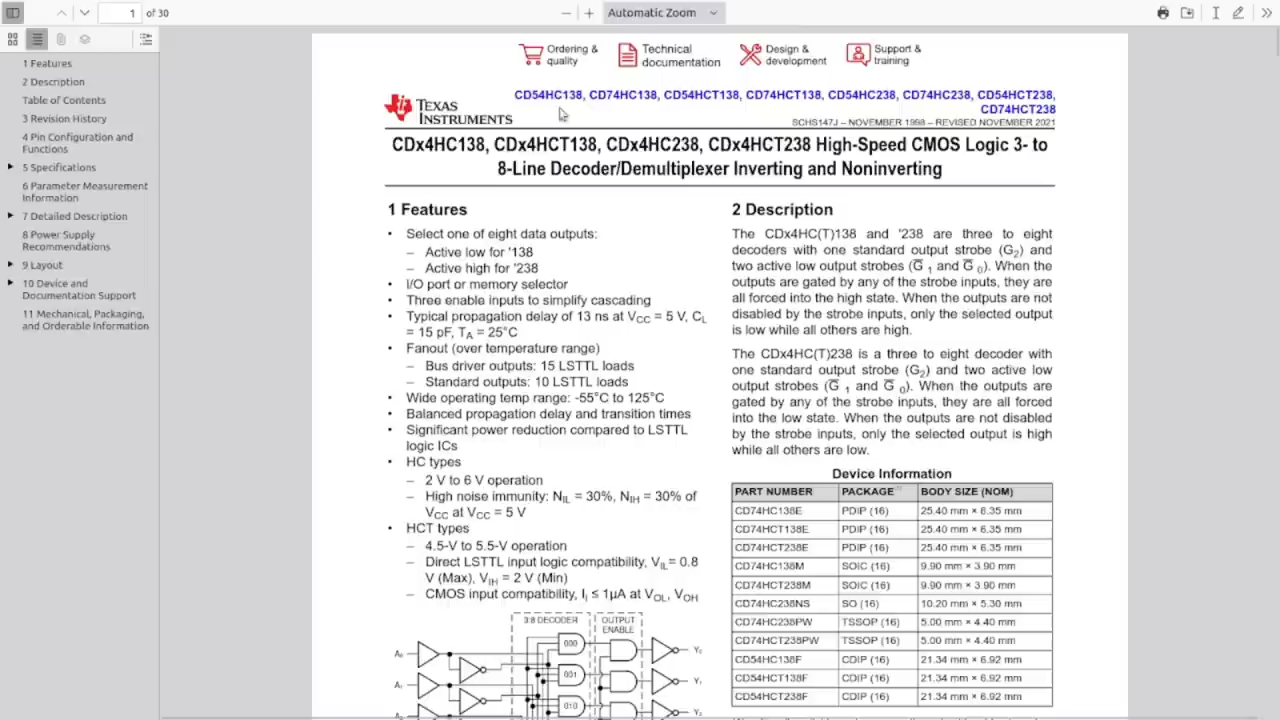 1
of 30
Automatic Zoom
1 Features
2 Description
Table of Contents
3 Revision History
4 Pin Configuration and
Functions
5 Specifications
6 Parameter Measurement
Information
7 Detailed Description
8 Power Supply
Recommendations
9 Layout
10 Device and
Documentation Support
11 Mechanical, Packaging,
and Orderable Information
Ordering &
quality
Technical
documentation
Design &
development
Support &
training
TEXAS
INSTRUMENTS
CD54HC138, CD74HC138, CD54HCT138, CD74HCT138, CD54HC238, CD74HC238, CD54HCT238,
CD74HCT238
SCHS147J – NOVEMBER 1998 – REVISED NOVEMBER 2021
CDx4HC138, CDx4HCT138, CDx4HC238, CDx4HCT238 High-Speed CMOS Logic 3- to
8-Line Decoder/Demultiplexer Inverting and Noninverting
1 Features
• Select one of eight data outputs:
– Active low for '138
– Active high for '238
• I/O port or memory selector
• Three enable inputs to simplify cascading
• Typical propagation delay of 13 ns at VCC = 5 V, CL
= 15 pF, TA = 25°C
• Fanout (over temperature range)
– Bus driver outputs: 15 LSTTL loads
– Standard outputs: 10 LSTTL loads
• Wide operating temp range: -55°C to 125°C
• Balanced propagation delay and transition times
• Significant power reduction compared to LSTTL
logic ICs
• HC types
– 2 V to 6 V operation
– High noise immunity: NIL = 30%, NIH = 30% of
VCC at VCC = 5 V
• HCT types
– 4.5-V to 5.5-V operation
– Direct LSTTL input logic compatibility, VIL= 0.8
V (Max), VIH = 2 V (Min)
– CMOS input compatibility, II ≤ 1µA at VOL, VOH
3:8 DECODER
OUTPUT
ENABLE
A0
000
Y0
A1
001
Y1
010
2 Description
The CDx4HC(T)138 and '238 are three to eight
decoders with one standard output strobe (G2) and
two active low output strobes (G̅ 1 and G̅ 0). When the
outputs are gated by any of the strobe inputs, they are
all forced into the high state. When the outputs are not
disabled by the strobe inputs, only the selected output
is low while all others are high.
The CDx4HC(T)238 is a three to eight decoder with
one standard output strobe (G2) and two active low
output strobes (G̅ 1 and G̅ 0). When the outputs are
gated by any of the strobe inputs, they are all forced
into the low state. When the outputs are not disabled
by the strobe inputs, only the selected output is high
while all others are low.
Device Information
PART NUMBER PACKAGE BODY SIZE (NOM)
CD74HC138E PDIP (16) 25.40 mm × 6.35 mm
CD74HCT138E PDIP (16) 25.40 mm × 6.35 mm
CD74HCT238E PDIP (16) 25.40 mm × 6.35 mm
CD74HC138M SOIC (16) 9.90 mm × 3.90 mm
CD74HCT238M SOIC (16) 9.90 mm × 3.90 mm
CD74HC238NS SO (16) 10.20 mm × 5.30 mm
CD74HC238PW TSSOP (16) 5.00 mm × 4.40 mm
CD74HCT238PW TSSOP (16) 5.00 mm × 4.40 mm
CD54HC138F CDIP (16) 21.34 mm × 6.92 mm
CD54HCT138F CDIP (16) 21.34 mm × 6.92 mm
CD54HCT238F CDIP (16) 21.34 mm × 6.92 mm